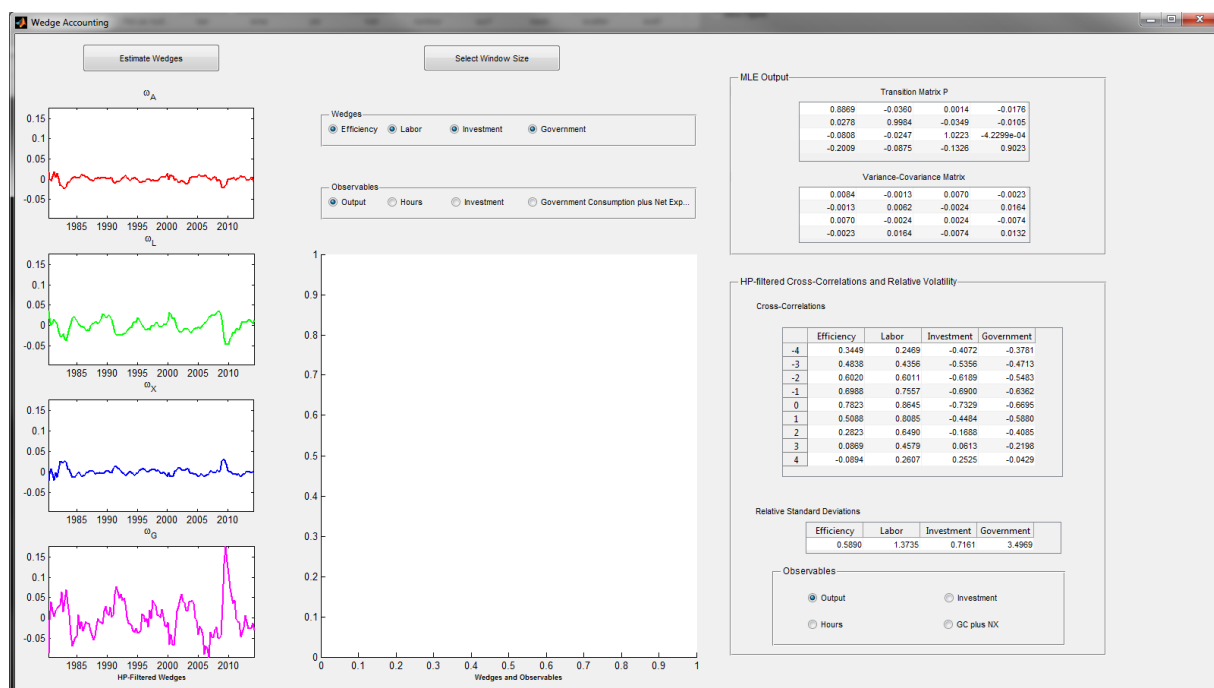 Wedge Accounting
Estimate Wedges
Select Window Size
ω_A
0.15
0.1
0.05
0
-0.05
1985 1990 1995 2000 2005 2010
ω_L
0.15
0.1
0.05
0
-0.05
1985 1990 1995 2000 2005 2010
ω_X
0.15
0.1
0.05
0
-0.05
1985 1990 1995 2000 2005 2010
ω_G
0.15
0.1
0.05
0
-0.05
1985 1990 1995 2000 2005 2010
HP-Filtered Wedges
Wedges
Efficiency Labor Investment Government
Observables
Output Hours Investment Government Consumption plus Net Exp...
1
0.9
0.8
0.7
0.6
0.5
0.4
0.3
0.2
0.1
0
0 0.1 0.2 0.3 0.4 0.5 0.6 0.7 0.8 0.9 1
Wedges and Observables
MLE Output
Transition Matrix P
0.8869 -0.0360 0.0014 -0.0176
0.0278 0.9984 -0.0349 -0.0105
-0.0808 -0.0247 1.0223 -4.2299e-04
-0.2009 -0.0875 -0.1326 0.9023
Variance-Covariance Matrix
0.0084 -0.0013 0.0070 -0.0023
-0.0013 0.0062 -0.0024 0.0164
0.0070 -0.0024 0.0024 -0.0074
-0.0023 0.0164 -0.0074 0.0132
HP-filtered Cross-Correlations and Relative Volatility
Cross-Correlations
Efficiency Labor Investment Government
-4 0.3449 0.2469 -0.4072 -0.3781
-3 0.4838 0.4356 -0.5356 -0.4713
-2 0.6020 0.6011 -0.6189 -0.5483
-1 0.6988 0.7557 -0.6900 -0.6362
0 0.7823 0.8645 -0.7329 -0.6695
1 0.5088 0.8085 -0.4484 -0.5880
2 0.2823 0.6490 -0.1688 -0.4085
3 0.0869 0.4579 0.0613 -0.2198
4 -0.0894 0.2607 0.2525 -0.0429
Relative Standard Deviations
Efficiency Labor Investment Government
0.5890 1.3735 0.7161 3.4969
Observables
Output Investment
Hours GC plus NX